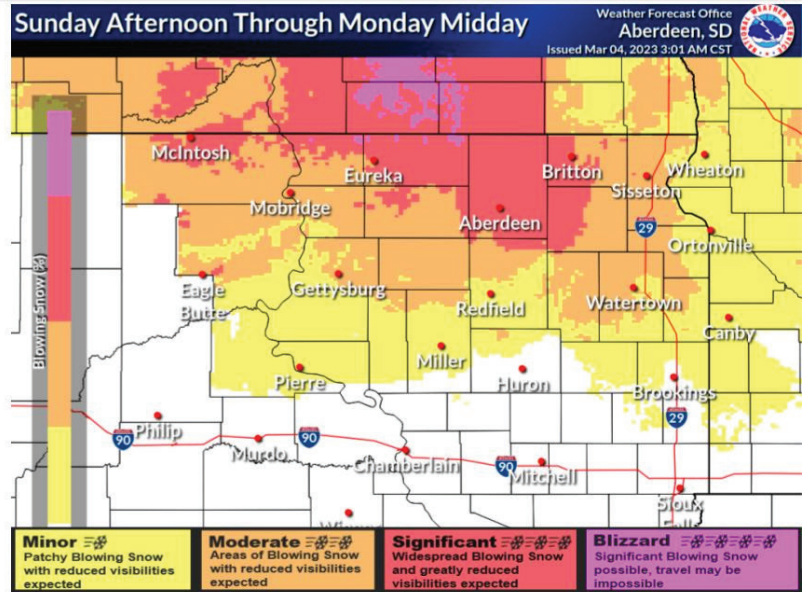 Sunday Afternoon Through Monday Midday
Weather Forecast Office
Aberdeen, SD
Issued Mar 04, 2023 3:01 AM CST
NATIONAL WEATHER SERVICE
Blowing Snow (%)
McIntosh
Eureka
Britton
Wheaton
Sisseton
Mobridge
Aberdeen
29
Ortonville
Eagle
Butte
Gettysburg
Redfield
Watertown
Canby
Miller
Pierre
Huron
Brookings
29
Philip
90
90
Murdo
Chamberlain
90
Mitchell
Sioux
Minor
Patchy Blowing Snow
with reduced visibilities
expected
Moderate
Areas of Blowing Snow
with reduced visibilities
expected
Significant
Widespread Blowing Snow
and greatly reduced
visibilities expected
Blizzard
Significant Blowing Snow
possible, travel may be
impossible